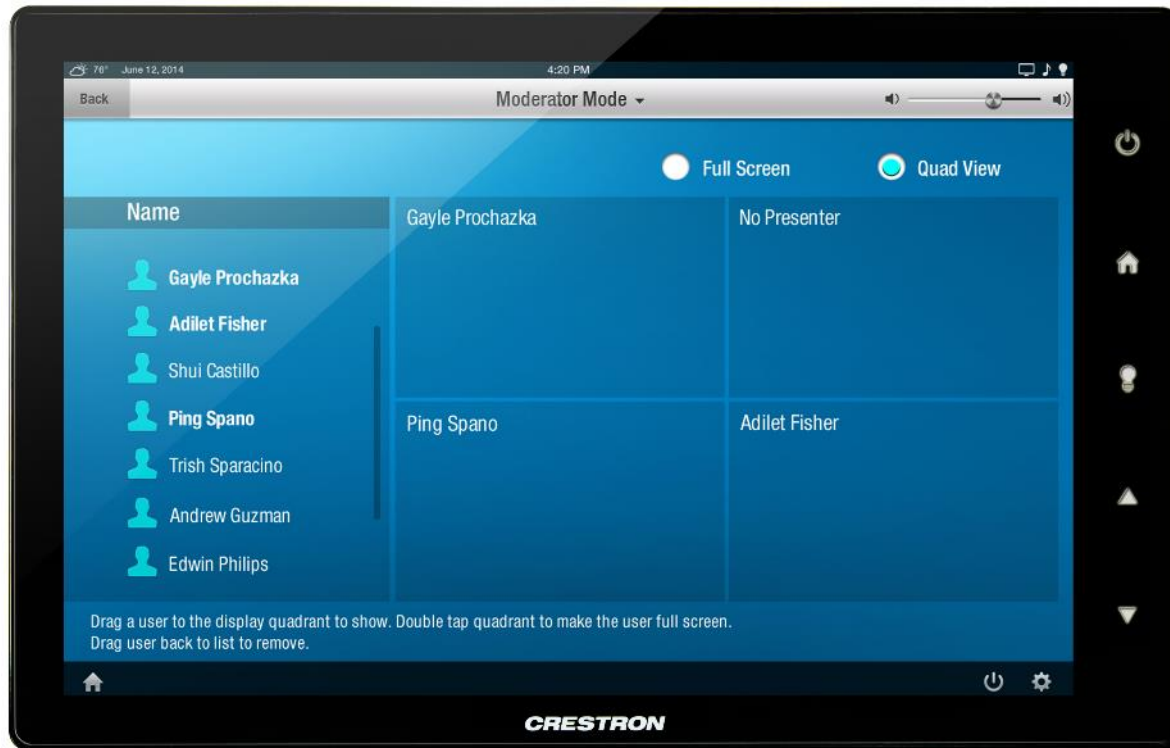 76° June 12, 2014 4:20 PM
Back Moderator Mode
Full Screen Quad View
Name
Gayle Prochazka
Adilet Fisher
Shui Castillo
Ping Spano
Trish Sparacino
Andrew Guzman
Edwin Philips
Gayle Prochazka
No Presenter
Ping Spano
Adilet Fisher
Drag a user to the display quadrant to show. Double tap quadrant to make the user full screen.
Drag user back to list to remove.
CRESTRON